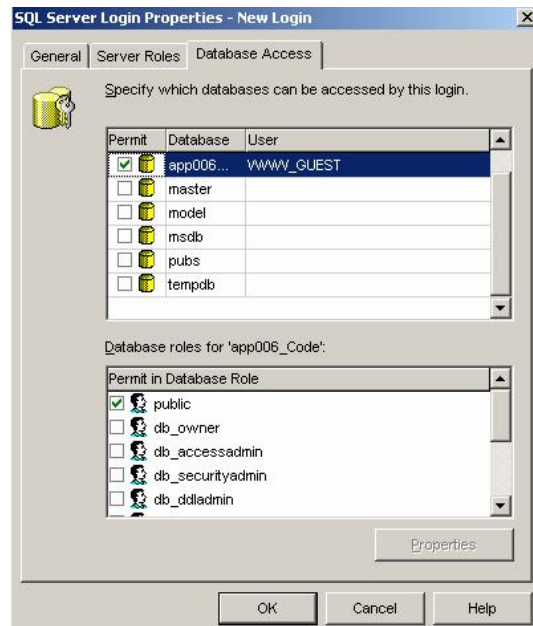 SQL Server Login Properties - New Login
General Server Roles Database Access
Specify which databases can be accessed by this login.
Permit Database User
app006... WWW_GUEST
master
model
msdb
pubs
tempdb
Database roles for 'app006_Code':
Permit in Database Role
public
db_owner
db_accessadmin
db_securityadmin
db_ddladmin
Properties
OK Cancel Help